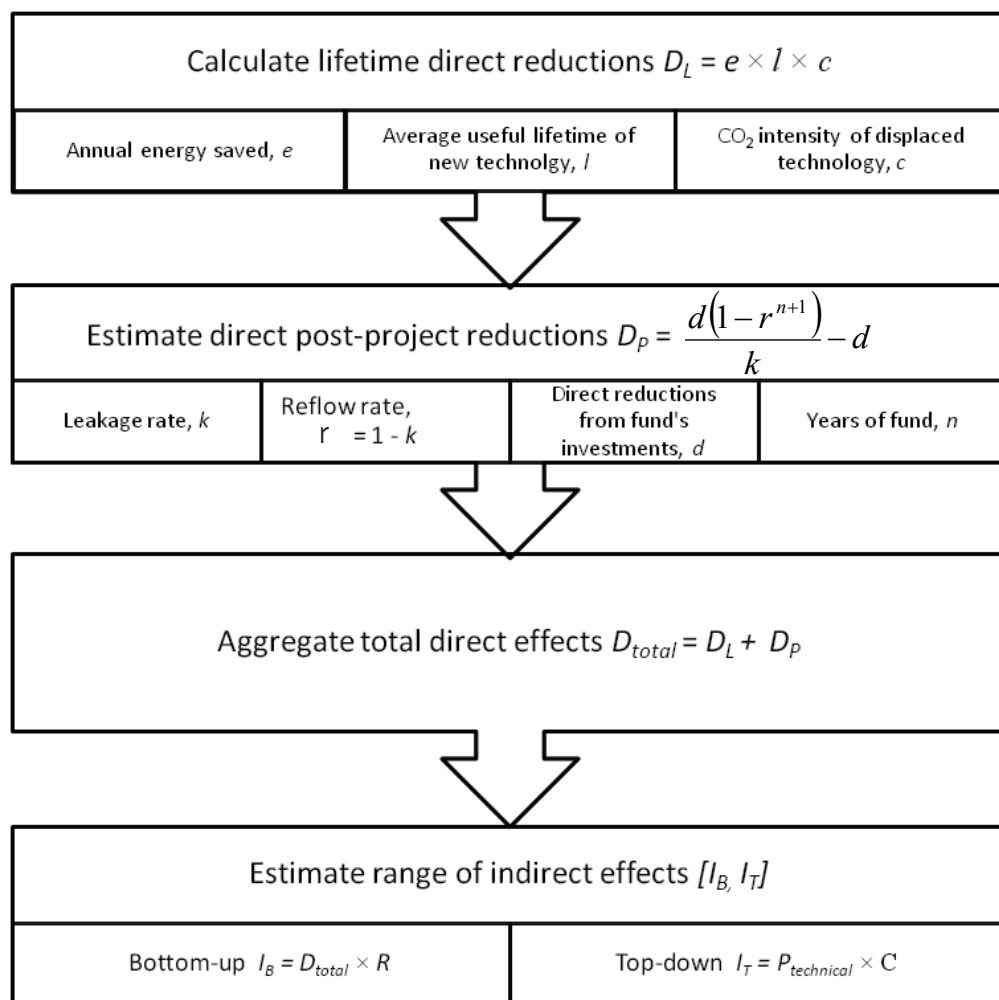 Calculate lifetime direct reductions D_L = e × l × c
Annual energy saved, e
Average useful lifetime of
new technolgy, l
CO₂ intensity of displaced
technology, c
Estimate direct post-project reductions D_P = d(1 − r^{n+1})/k − d
Leakage rate, k
Reflow rate,
r = 1 - k
Direct reductions
from fund's
investments, d
Years of fund, n
Aggregate total direct effects D_total = D_L + D_P
Estimate range of indirect effects [I_B, I_T]
Bottom-up I_B = D_total × R
Top-down I_T = P_technical × C